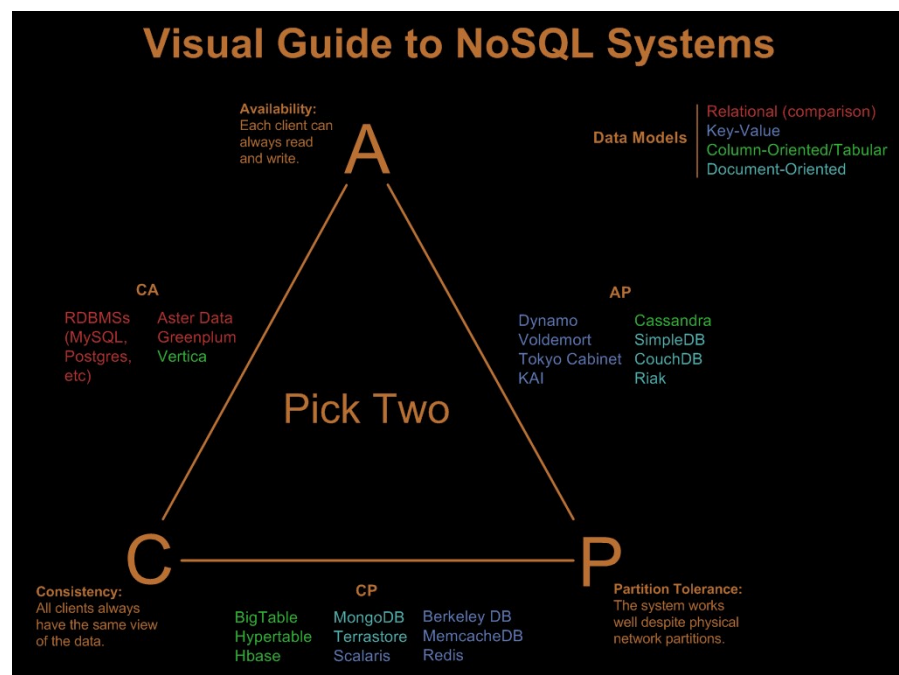 Visual Guide to NoSQL Systems
Availability:
Each client can
always read
and write.
A
Data Models
Relational (comparison)
Key-Value
Column-Oriented/Tabular
Document-Oriented
CA
RDBMSs
(MySQL,
Postgres,
etc)
Aster Data
Greenplum
Vertica
AP
Dynamo
Voldemort
Tokyo Cabinet
KAI
Cassandra
SimpleDB
CouchDB
Riak
Pick Two
C
P
Consistency:
All clients always
have the same view
of the data.
CP
BigTable
Hypertable
Hbase
MongoDB
Terrastore
Scalaris
Berkeley DB
MemcacheDB
Redis
Partition Tolerance:
The system works
well despite physical
network partitions.